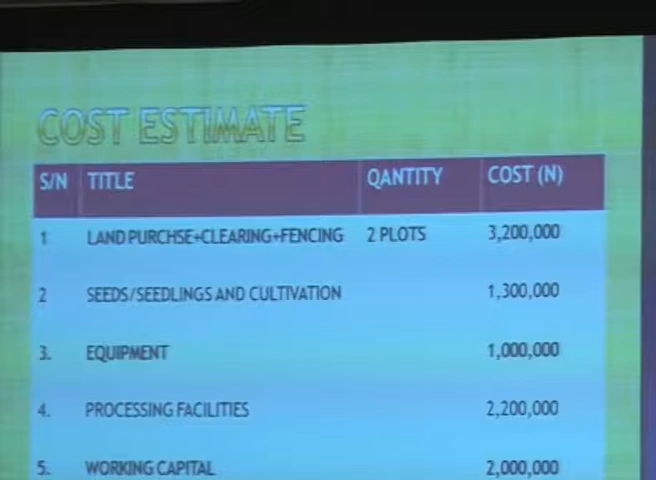 COST ESTIMATE
S/N TITLE QANTITY COST (N)
1 LAND PURCHSE+CLEARING+FENCING 2 PLOTS 3,200,000
2 SEEDS/SEEDLINGS AND CULTIVATION 1,300,000
3. EQUIPMENT 1,000,000
4. PROCESSING FACILITIES 2,200,000
5. WORKING CAPITAL 2,000,000